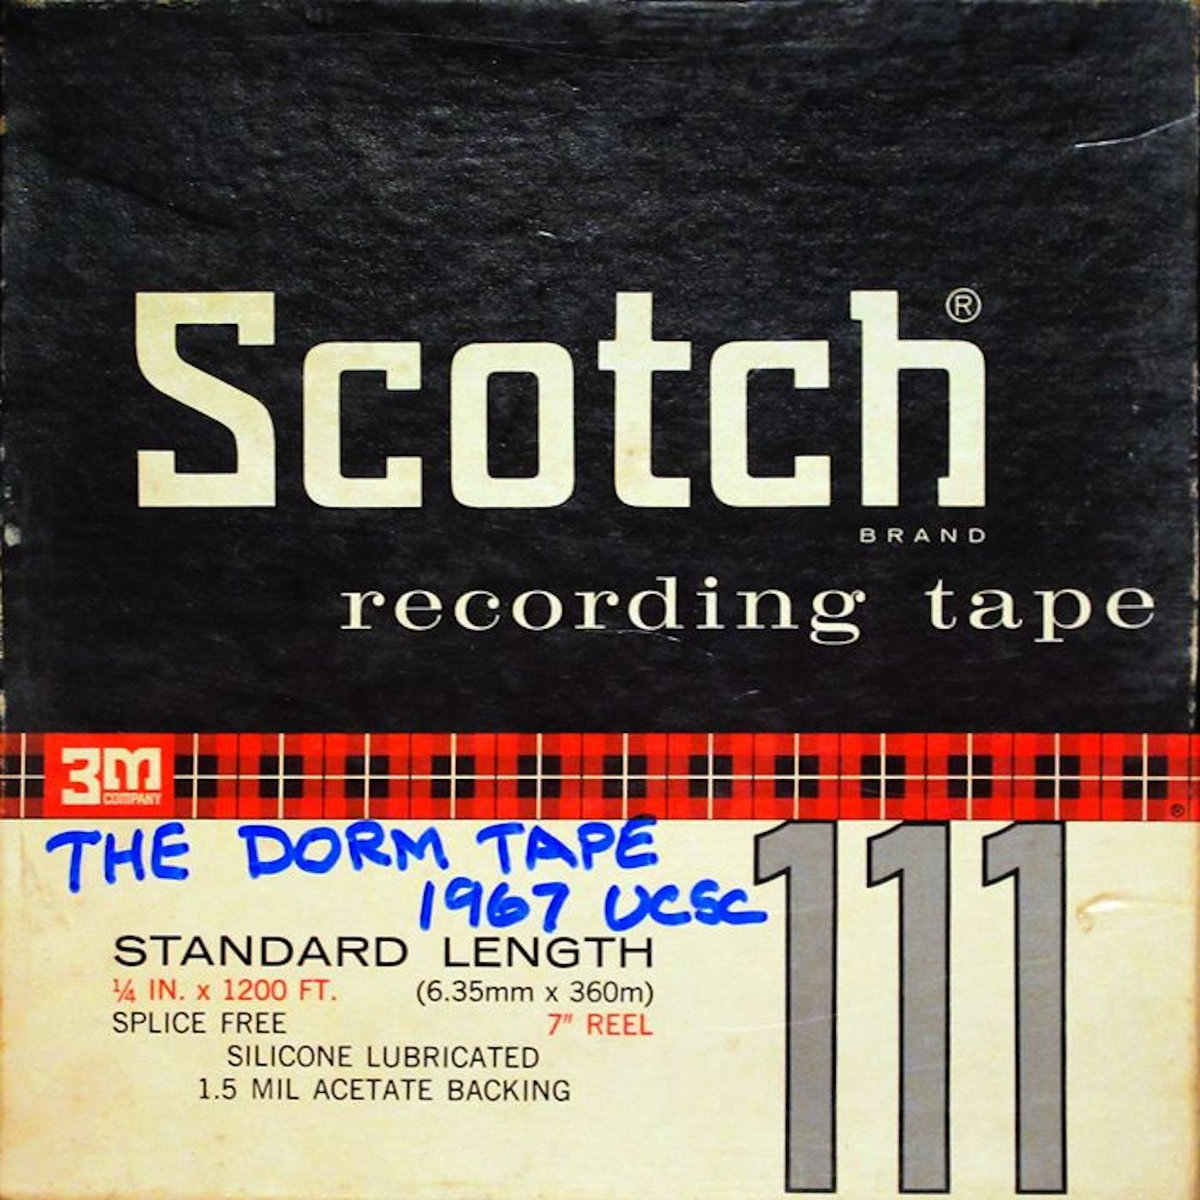 Scotch®
BRAND
recording tape
3M
COMPANY
®
THE DORM TAPE
1967 UCSC
111
STANDARD LENGTH
¼ IN. x 1200 FT. (6.35mm x 360m)
SPLICE FREE 7" REEL
SILICONE LUBRICATED
1.5 MIL ACETATE BACKING